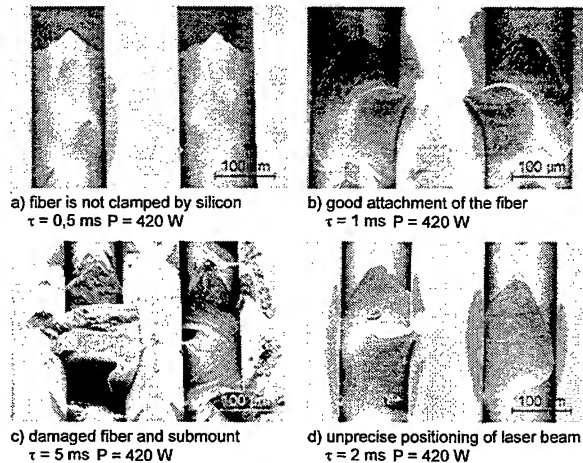 100 µm
100 µm
a) fiber is not clamped by silicon
τ = 0,5 ms P = 420 W
b) good attachment of the fiber
τ = 1 ms P = 420 W
100 µm
100 µm
c) damaged fiber and submount
τ = 5 ms P = 420 W
d) unprecise positioning of laser beam
τ = 2 ms P = 420 W